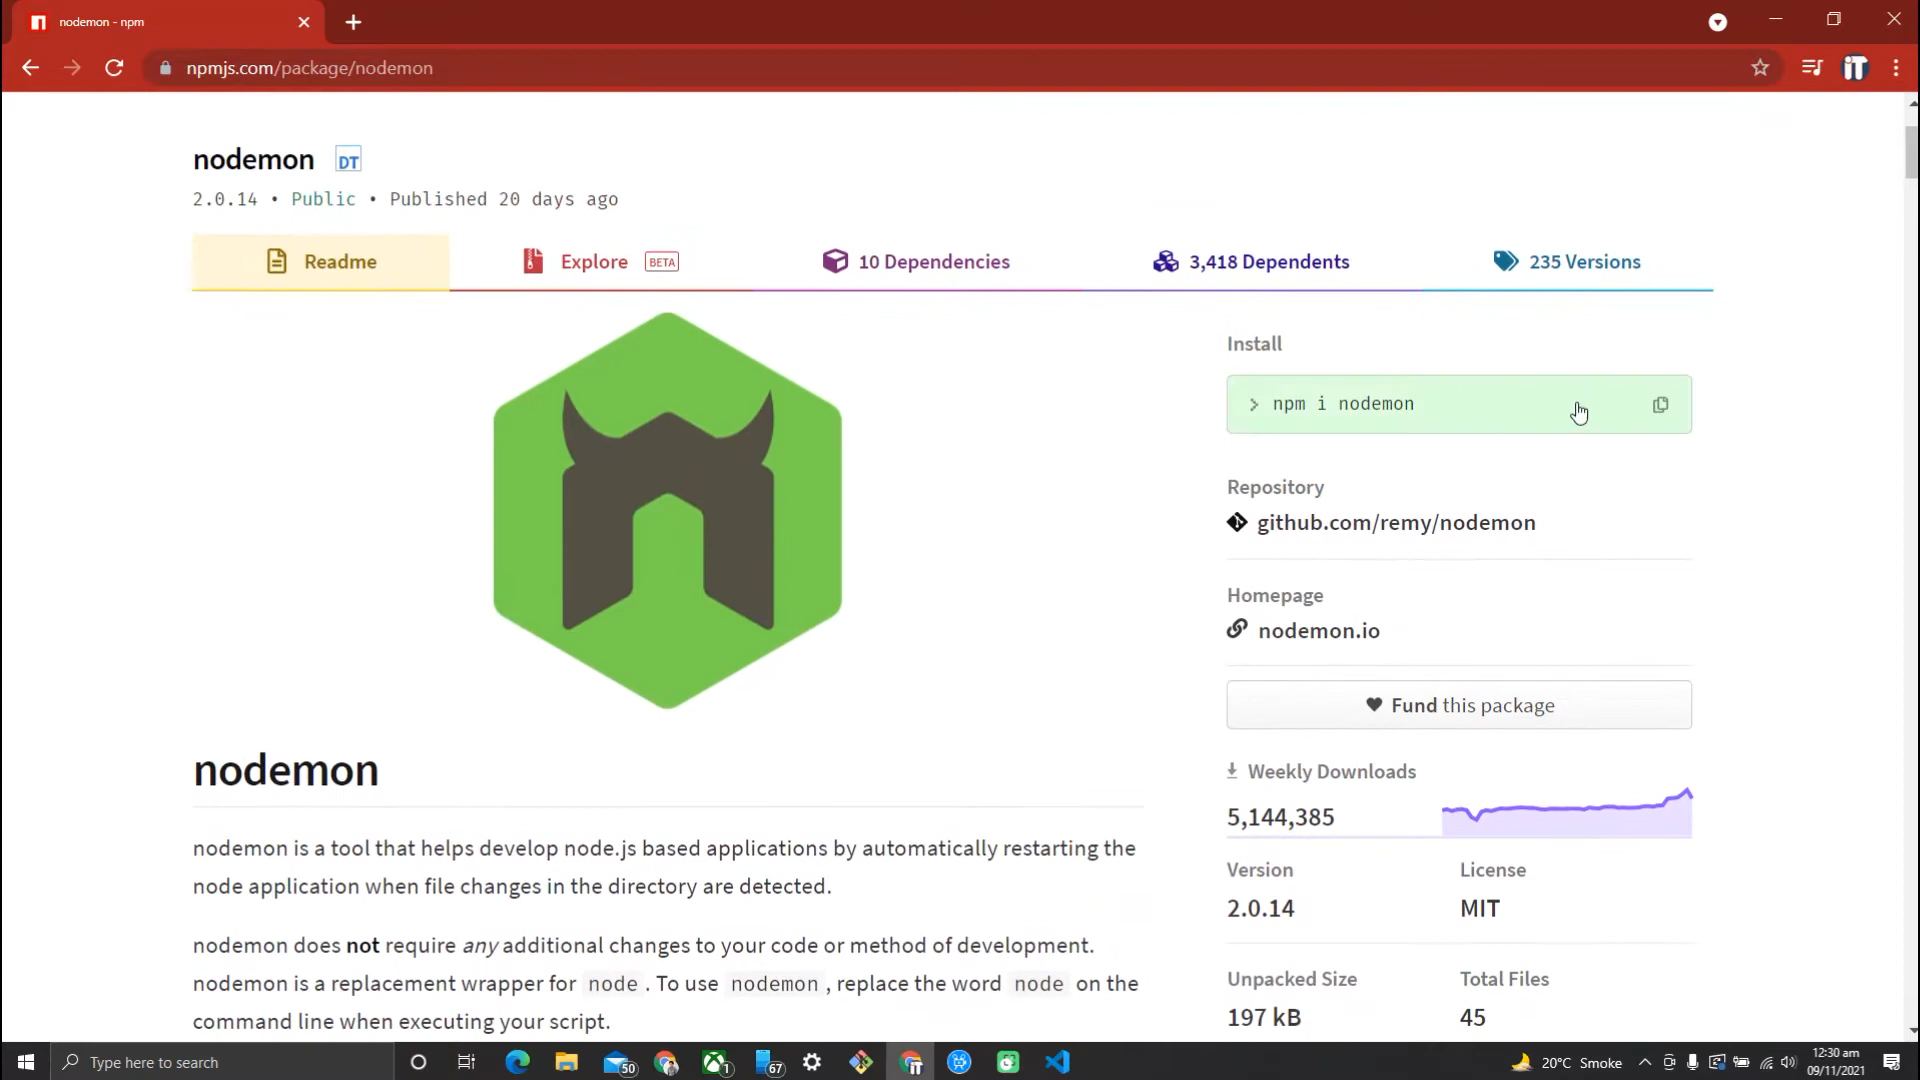 nodemon - npm
npmjs.com/package/nodemon
iT
nodemon DT
2.0.14 • Public • Published 20 days ago
Readme
Explore BETA
10 Dependencies
3,418 Dependents
235 Versions
Install
> npm i nodemon
Repository
github.com/remy/nodemon
Homepage
nodemon.io
Fund this package
Weekly Downloads
5,144,385
Version
License
2.0.14
MIT
Unpacked Size
Total Files
197 kB
45
nodemon
nodemon is a tool that helps develop node.js based applications by automatically restarting the
node application when file changes in the directory are detected.
nodemon does not require any additional changes to your code or method of development.
nodemon is a replacement wrapper for node . To use nodemon , replace the word node on the
command line when executing your script.
Type here to search
50
1
67
20°C Smoke
12:30 am
09/11/2021